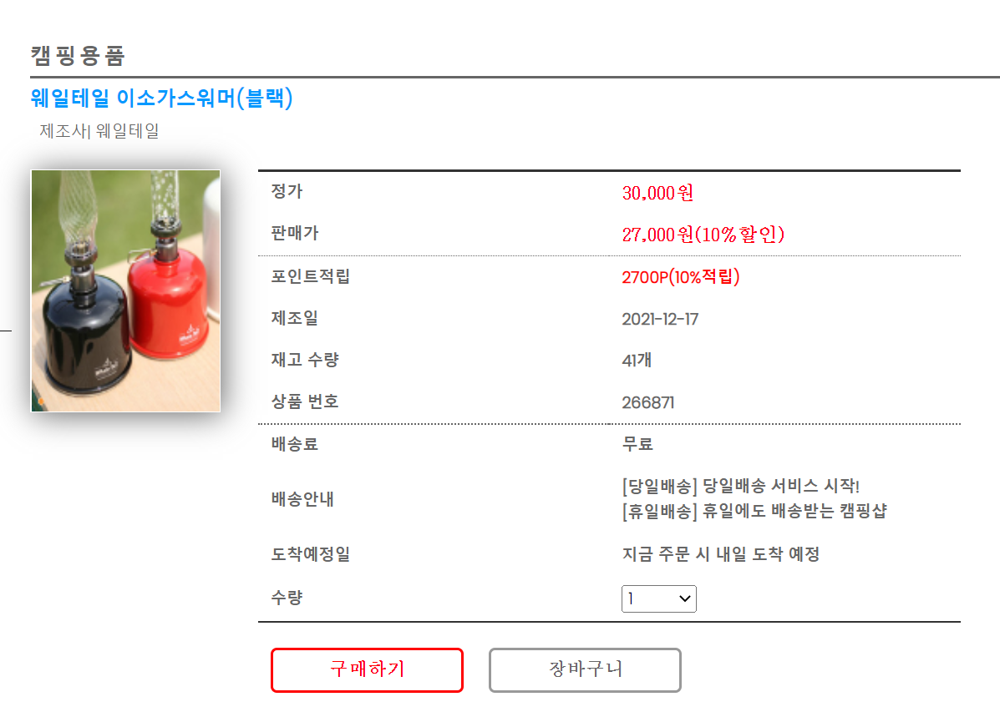 캠핑용품
웨일테일 이소가스워머(블랙)
제조사| 웨일테일
정가 30,000원
판매가 27,000원(10%할인)
포인트적립 2700P(10%적립)
제조일 2021-12-17
재고 수량 41개
상품 번호 266871
배송료 무료
배송안내 [당일배송] 당일배송 서비스 시작!
[휴일배송] 휴일에도 배송받는 캠핑샵
도착예정일 지금 주문 시 내일 도착 예정
수량 1
구매하기 장바구니